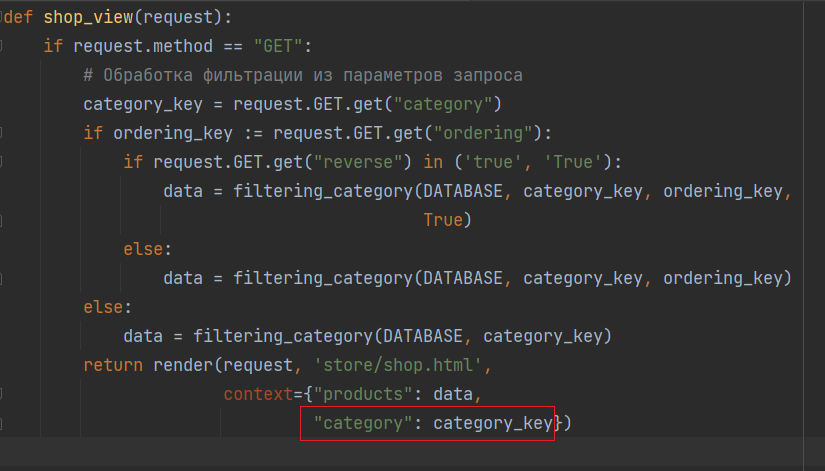 def shop_view(request):
    if request.method == "GET":
        # Обработка фильтрации из параметров запроса
        category_key = request.GET.get("category")
        if ordering_key := request.GET.get("ordering"):
            if request.GET.get("reverse") in ('true', 'True'):
                data = filtering_category(DATABASE, category_key, ordering_key,
                                          True)
            else:
                data = filtering_category(DATABASE, category_key, ordering_key)
        else:
            data = filtering_category(DATABASE, category_key)
        return render(request, 'store/shop.html',
                      context={"products": data,
                               "category": category_key})